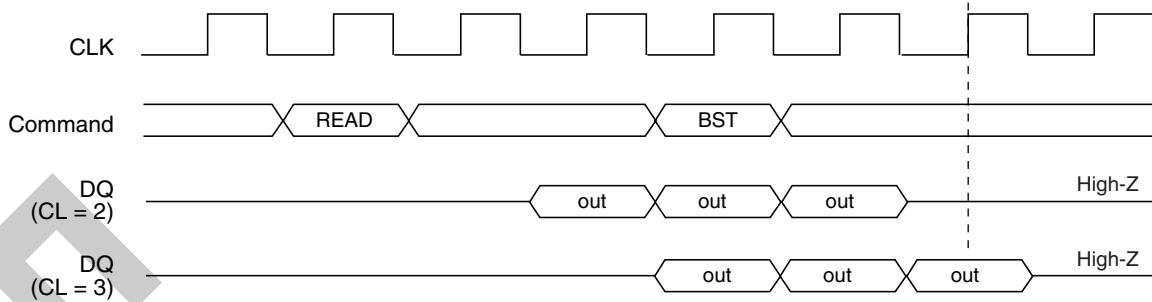 CLK
Command READ BST
DQ
(CL = 2) out out out High-Z
DQ
(CL = 3) out out out High-Z